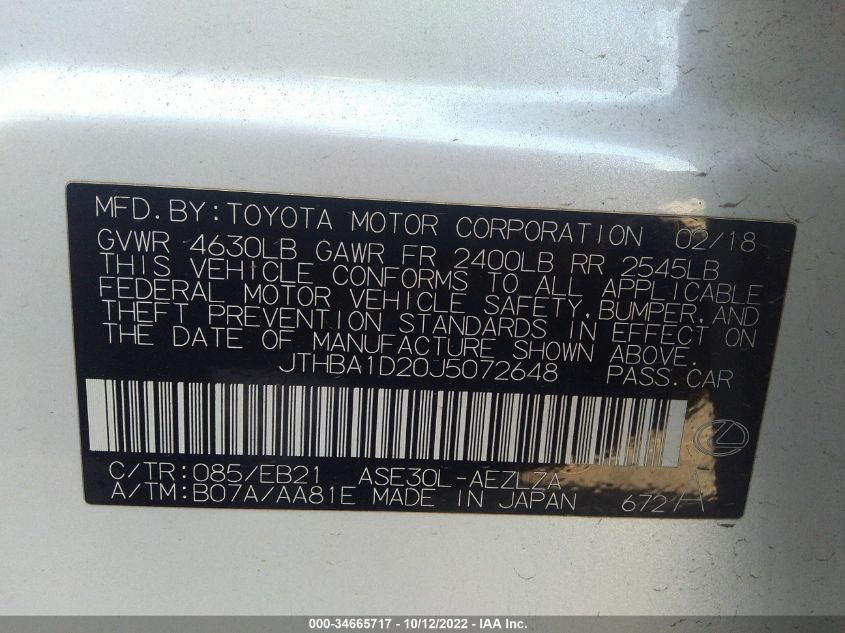 MFD.BY:TOYOTA MOTOR CORPORATION 02/18
GVWR 4630LB GAWR FR 2400LB RR 2545LB
THIS VEHICLE CONFORMS TO ALL APPLICABLE
FEDERAL MOTOR VEHICLE SAFETY,BUMPER,AND
THEFT PREVENTION STANDARDS IN EFFECT ON
THE DATE OF MANUFACTURE SHOWN ABOVE.
JTHBA1D20J5072648 PASS.CAR
C/TR:085/EB21 ASE30L-AEZLZA
A/TM:B07A/AA81E MADE IN JAPAN 672 A
000-34665717 - 10/12/2022 - IAA Inc.